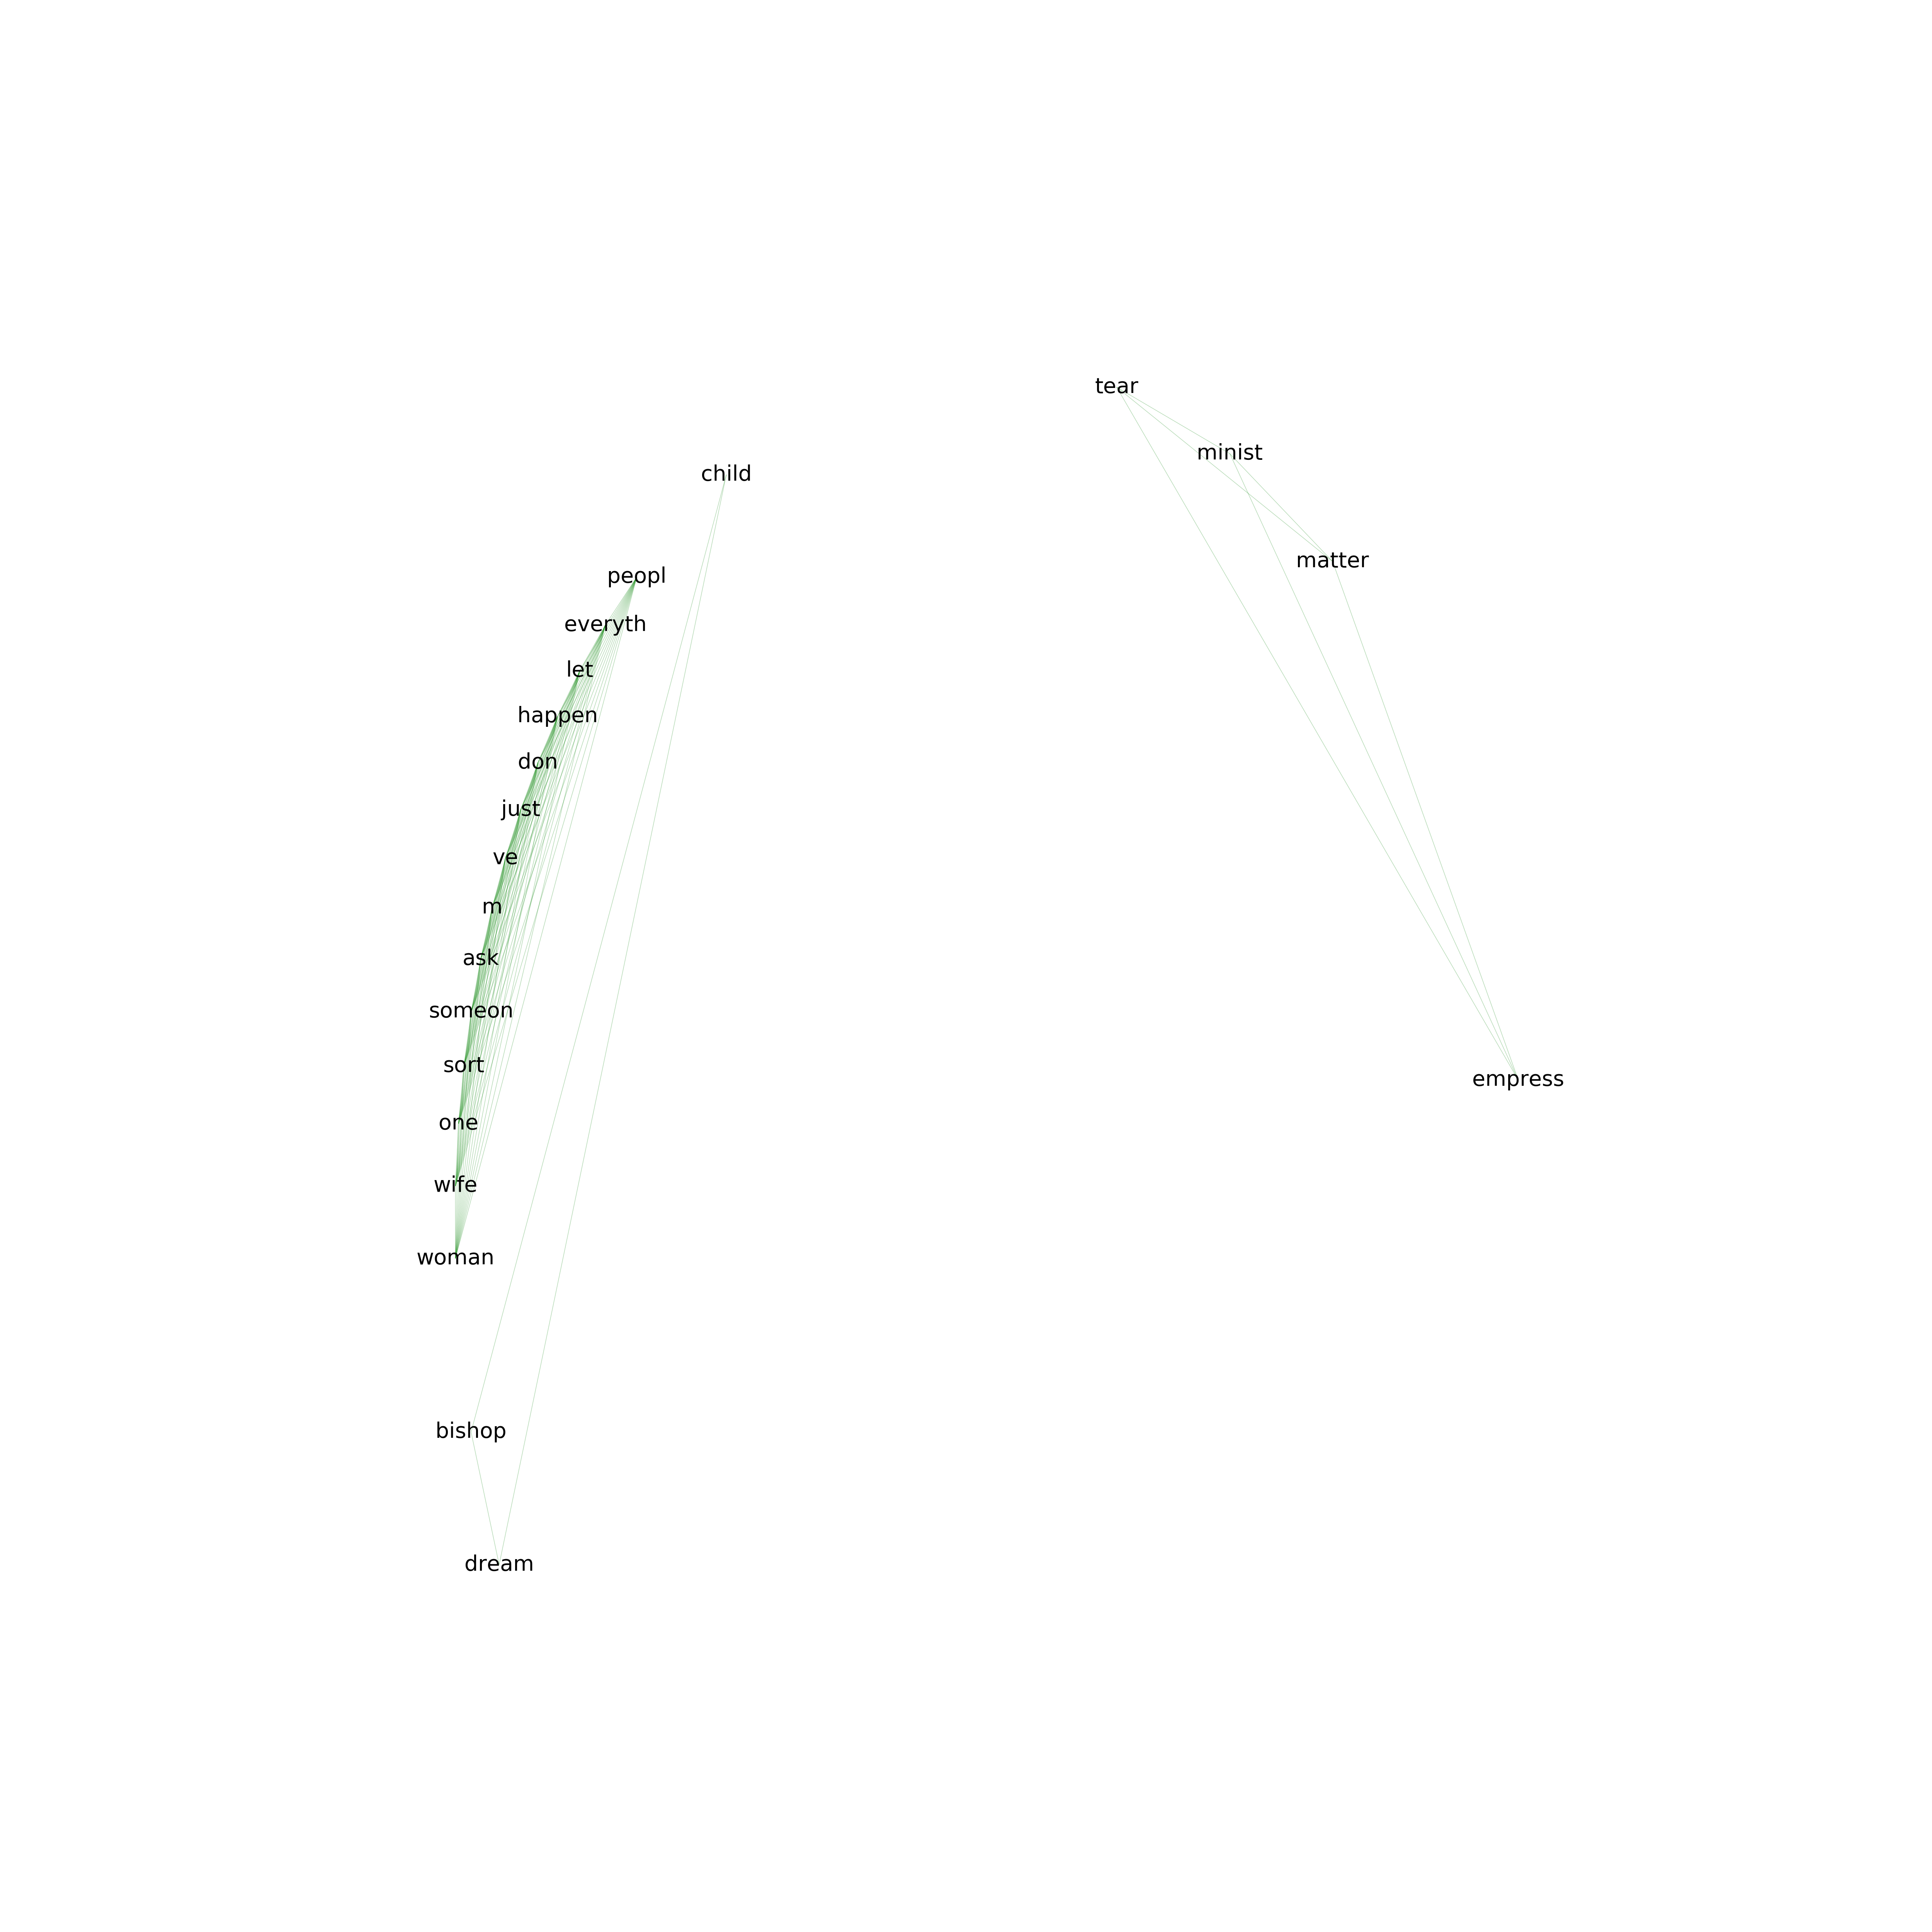 tear
minist
child
matter
peopl
everyth
let
happen
don
just
ve
m
ask
someon
sort
empress
one
wife
woman
bishop
dream